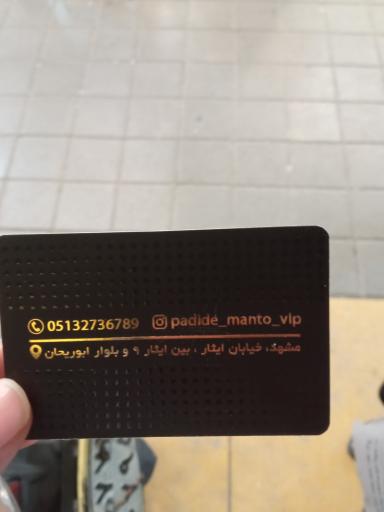 05132736789 padide_manto_vip
مشهد، خیابان ایثار ، بین ایثار ۹ و بلوار ابوریحان